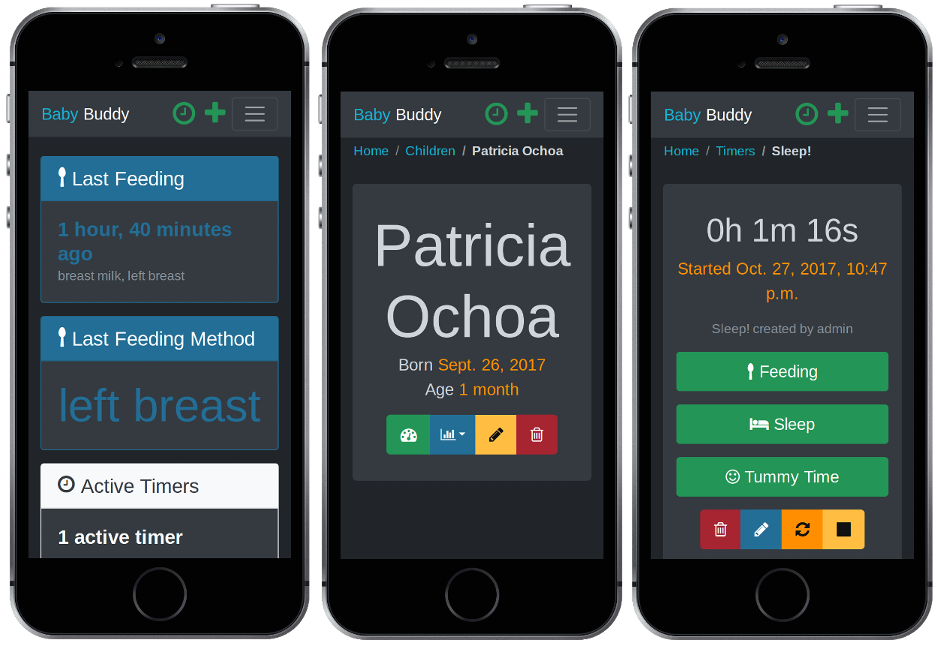 Baby Buddy
Last Feeding
1 hour, 40 minutes
ago
breast milk, left breast
Last Feeding Method
left breast
Active Timers
1 active timer
Baby Buddy
Home / Children / Patricia Ochoa
Patricia
Ochoa
Born Sept. 26, 2017
Age 1 month
Baby Buddy
Home / Timers / Sleep!
0h 1m 16s
Started Oct. 27, 2017, 10:47
p.m.
Sleep! created by admin
Feeding
Sleep
Tummy Time